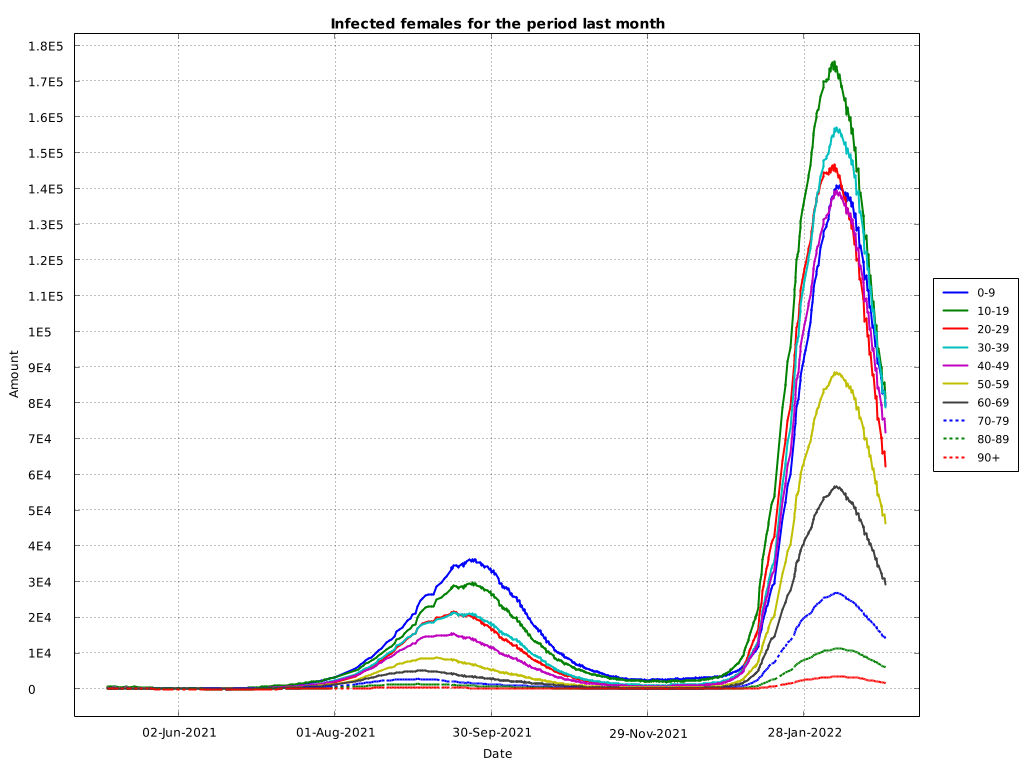 Infected females for the period last month
1.8E5
1.7E5
1.6E5
1.5E5
1.4E5
1.3E5
1.2E5
1.1E5
1E5
9E4
8E4
7E4
6E4
5E4
4E4
3E4
2E4
1E4
0
Amount
02-Jun-2021 01-Aug-2021 30-Sep-2021 29-Nov-2021 28-Jan-2022
Date
0-9
10-19
20-29
30-39
40-49
50-59
60-69
70-79
80-89
90+